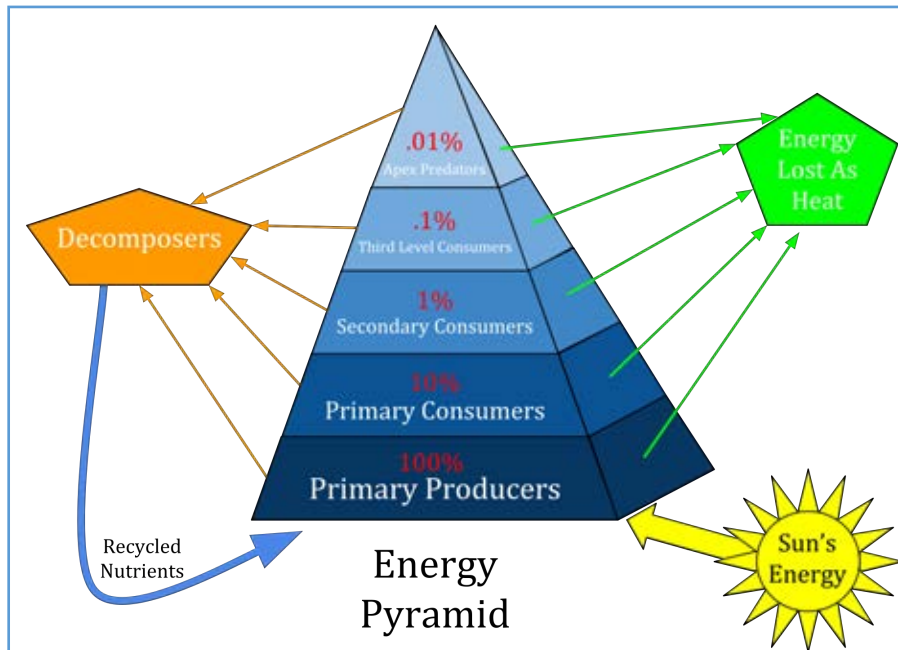 .01%
Apex Predators
.1%
Third Level Consumers
1%
Secondary Consumers
10%
Primary Consumers
100%
Primary Producers
Decomposers
Energy
Lost As
Heat
Recycled
Nutrients
Energy
Pyramid
Sun's
Energy